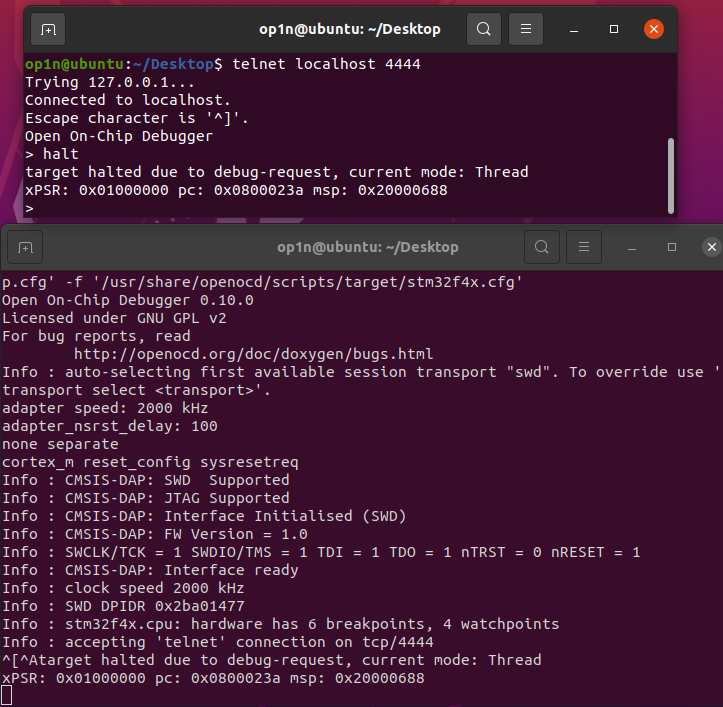 op1n@ubuntu: ~/Desktop
op1n@ubuntu:~/Desktop$ telnet localhost 4444
Trying 127.0.0.1...
Connected to localhost.
Escape character is '^]'.
Open On-Chip Debugger
> halt
target halted due to debug-request, current mode: Thread
xPSR: 0x01000000 pc: 0x0800023a msp: 0x20000688
>
op1n@ubuntu: ~/Desktop
p.cfg' -f '/usr/share/openocd/scripts/target/stm32f4x.cfg'
Open On-Chip Debugger 0.10.0
Licensed under GNU GPL v2
For bug reports, read
http://openocd.org/doc/doxygen/bugs.html
Info : auto-selecting first available session transport "swd". To override use '
transport select <transport>'.
adapter speed: 2000 kHz
adapter_nsrst_delay: 100
none separate
cortex_m reset_config sysresetreq
Info : CMSIS-DAP: SWD  Supported
Info : CMSIS-DAP: JTAG Supported
Info : CMSIS-DAP: Interface Initialised (SWD)
Info : CMSIS-DAP: FW Version = 1.0
Info : SWCLK/TCK = 1 SWDIO/TMS = 1 TDI = 1 TDO = 1 nTRST = 0 nRESET = 1
Info : CMSIS-DAP: Interface ready
Info : clock speed 2000 kHz
Info : SWD DPIDR 0x2ba01477
Info : stm32f4x.cpu: hardware has 6 breakpoints, 4 watchpoints
Info : accepting 'telnet' connection on tcp/4444
^[^Atarget halted due to debug-request, current mode: Thread
xPSR: 0x01000000 pc: 0x0800023a msp: 0x20000688